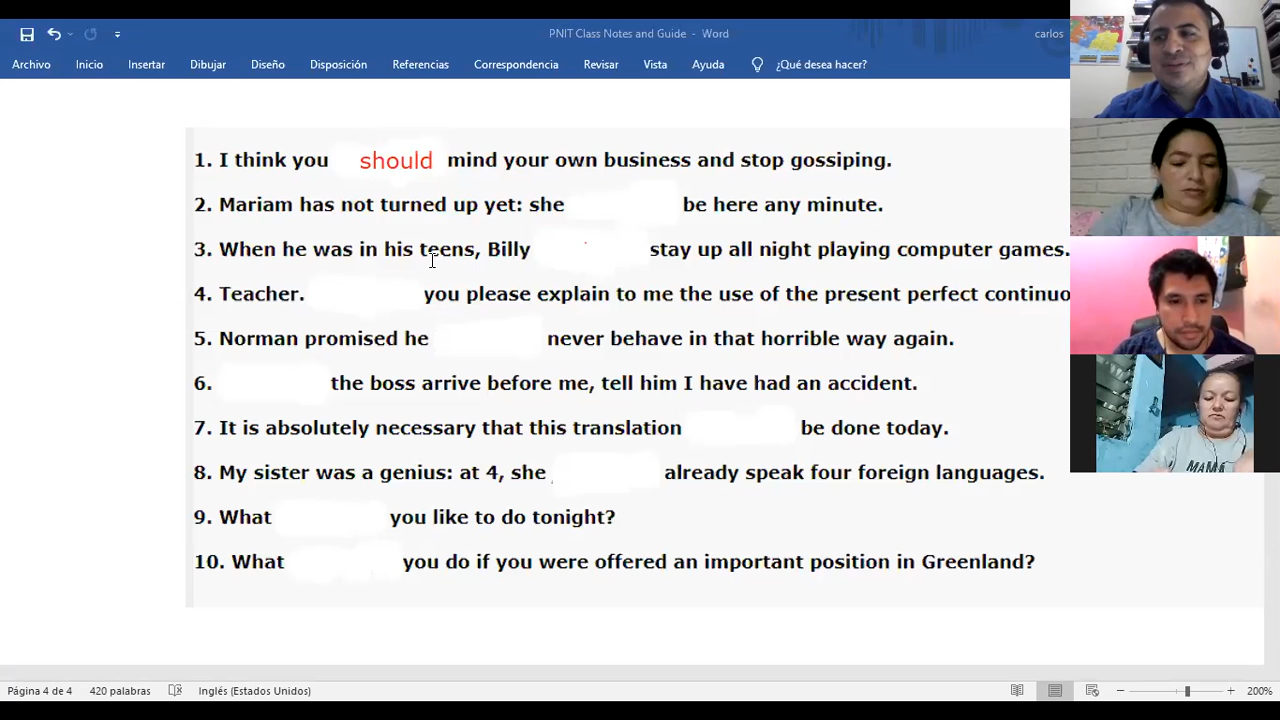 PNIT Class Notes and Guide - Word
carlos
Archivo Inicio Insertar Dibujar Diseño Disposición Referencias Correspondencia Revisar Vista Ayuda ¿Qué desea hacer?
1. I think you should mind your own business and stop gossiping.
2. Mariam has not turned up yet: she be here any minute.
3. When he was in his teens, Billy stay up all night playing computer games.
4. Teacher. you please explain to me the use of the present perfect continuo
5. Norman promised he never behave in that horrible way again.
6. the boss arrive before me, tell him I have had an accident.
7. It is absolutely necessary that this translation be done today.
8. My sister was a genius: at 4, she already speak four foreign languages.
9. What you like to do tonight?
10. What you do if you were offered an important position in Greenland?
MAMA
Página 4 de 4 420 palabras Inglés (Estados Unidos) 200%